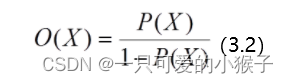 O(X) = P(X) / 1 - P(X) (3.2)
CSDN @一只可爱的小猴子